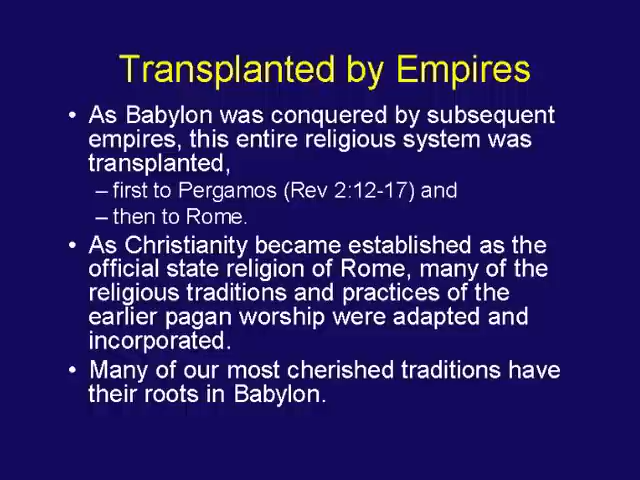 Transplanted by Empires
• As Babylon was conquered by subsequent
empires, this entire religious system was
transplanted,
– first to Pergamos (Rev 2:12-17) and
– then to Rome.
• As Christianity became established as the
official state religion of Rome, many of the
religious traditions and practices of the
earlier pagan worship were adapted and
incorporated.
• Many of our most cherished traditions have
their roots in Babylon.